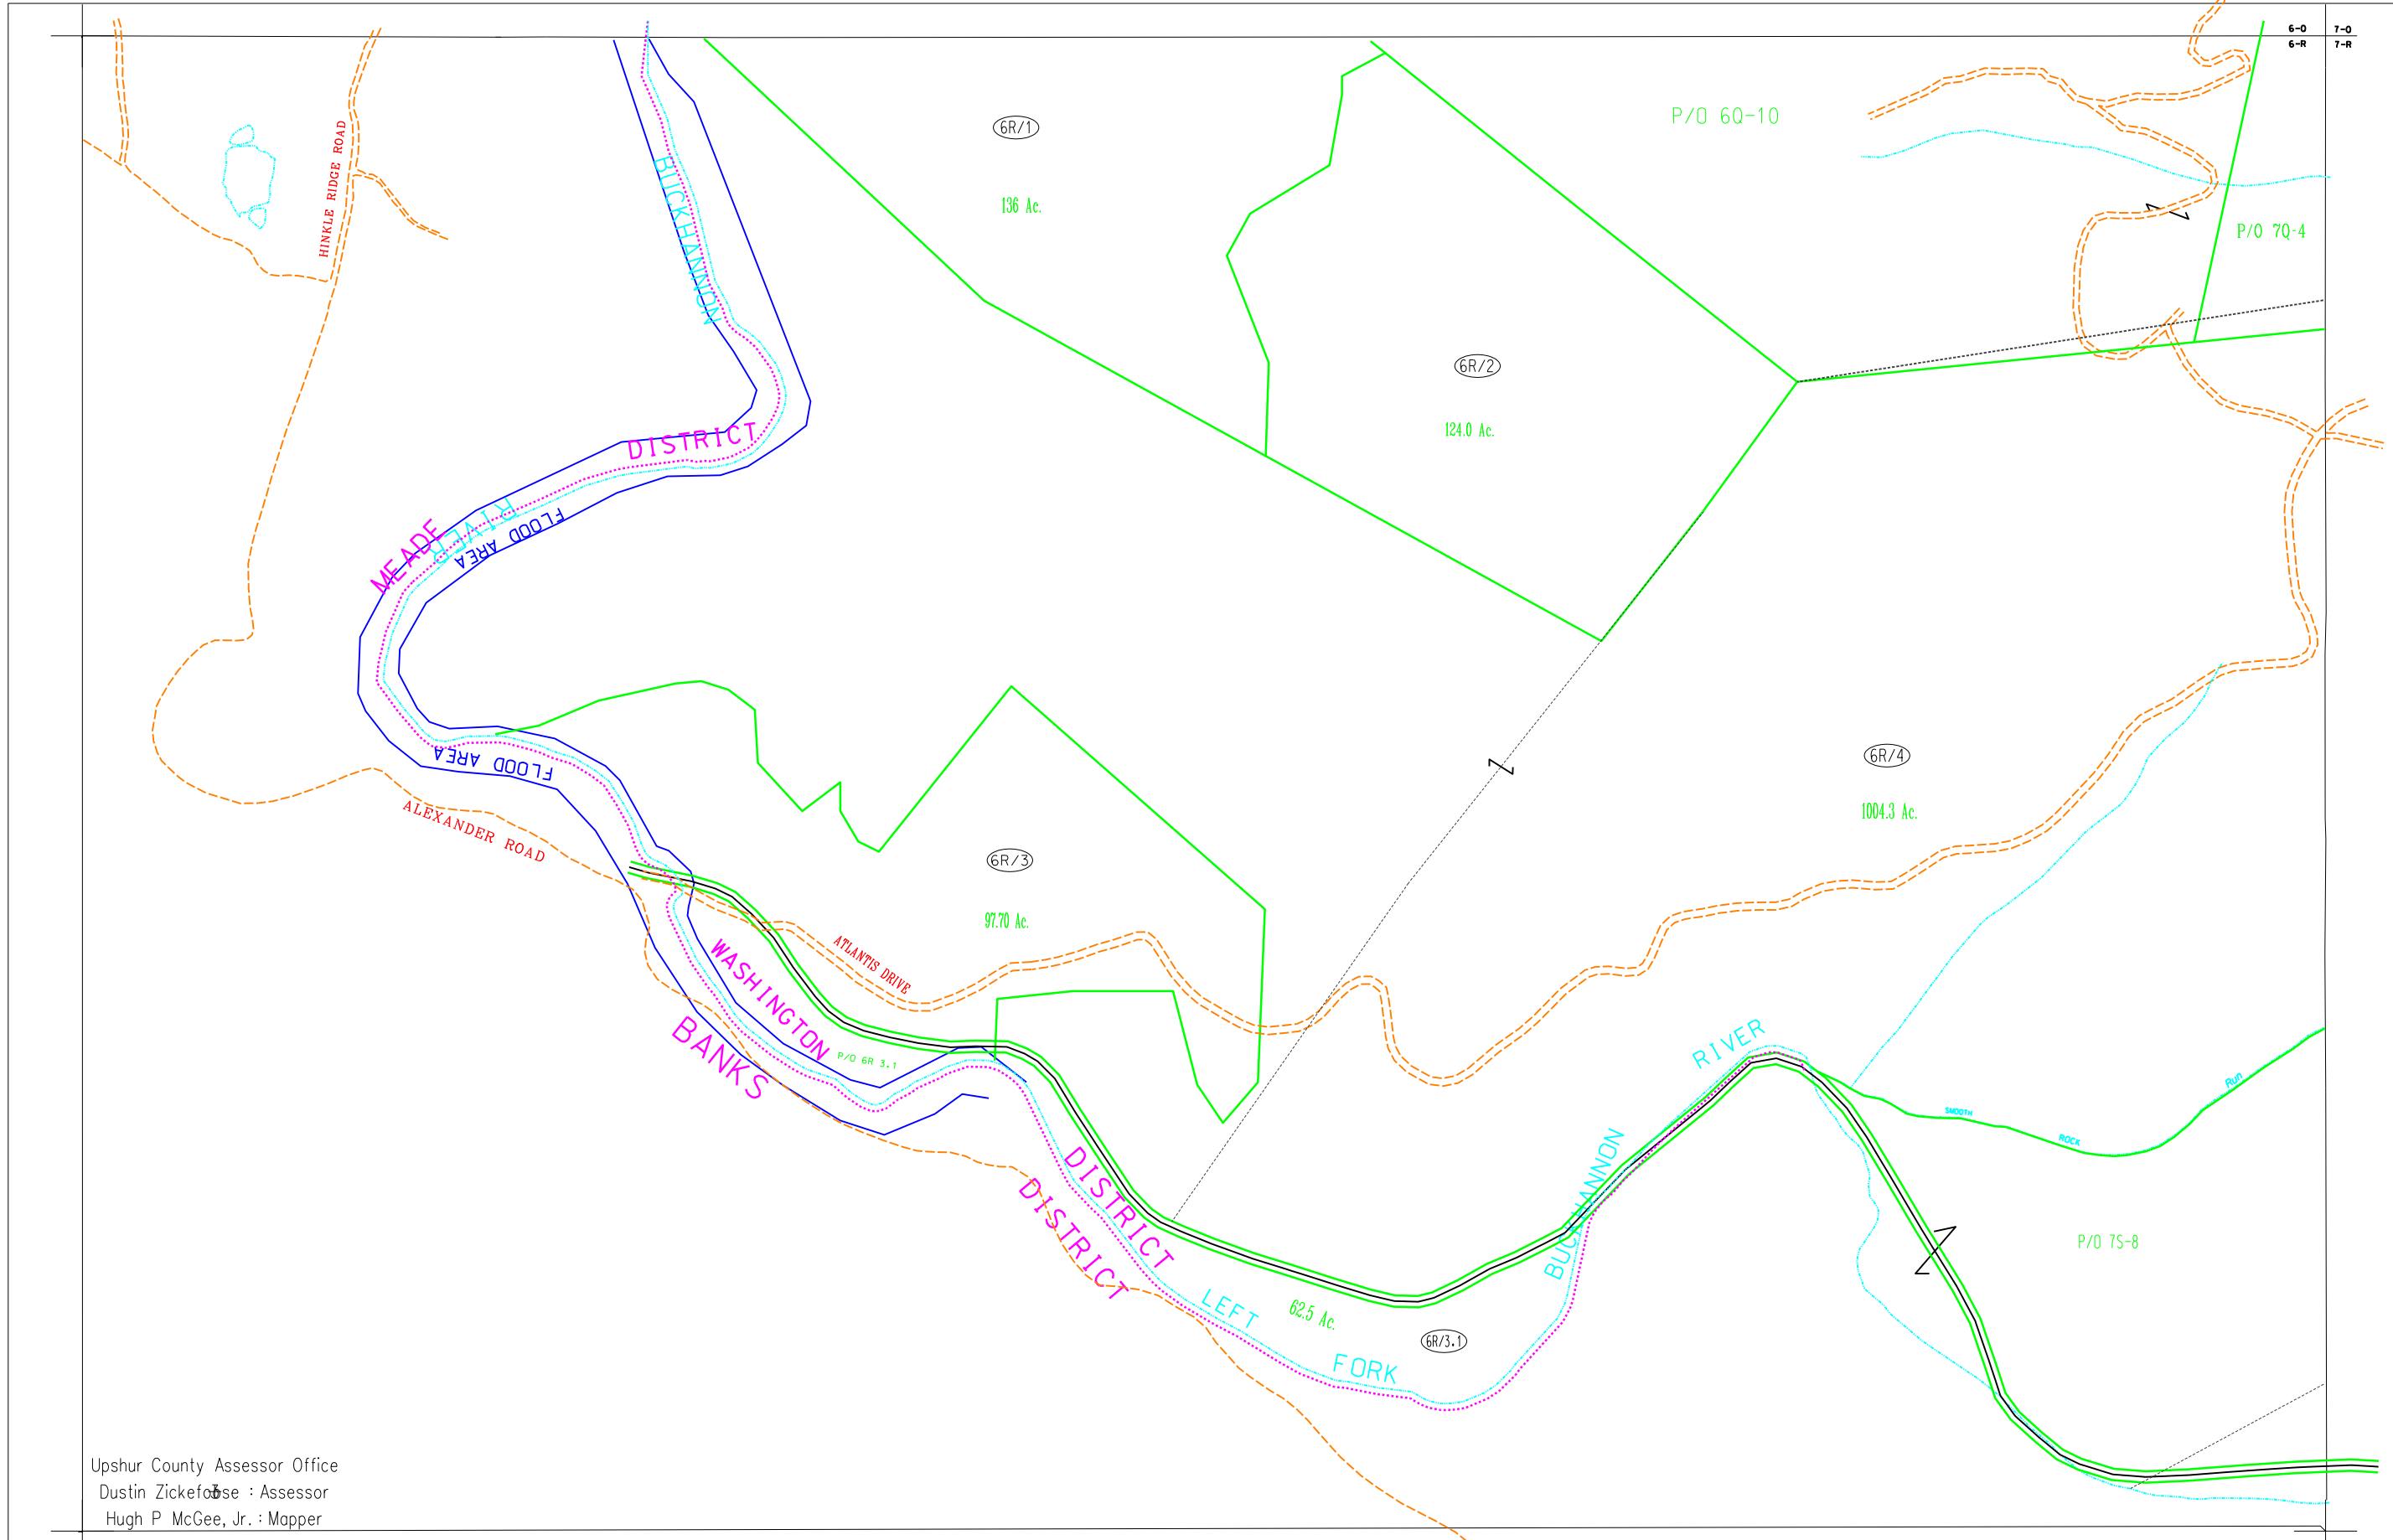 6-Q 7-Q
6-R 7-R
P/O 6Q-10
6R/1
136 Ac.
HINKLE RIDGE ROAD
BUCKHANNON
P/O 7Q-4
6R/2
124.0 Ac.
DISTRICT
MEADE
RIVER
FLOOD AREA
FLOOD AREA
6R/4
1004.3 Ac.
ALEXANDER ROAD
6R/3
97.70 Ac.
ATLANTIS DRIVE
WASHINGTON
BANKS
P/O 6R 3.1
RIVER
BUCKHANNON
SMOOTH
ROCK
Run
DISTRICT
DISTRICT
P/O 7S-8
LEFT
FORK
62.5 Ac.
6R/3.1
Upshur County Assessor Office
Dustin : Assessor
Hugh P McGee, Jr. : Mapper